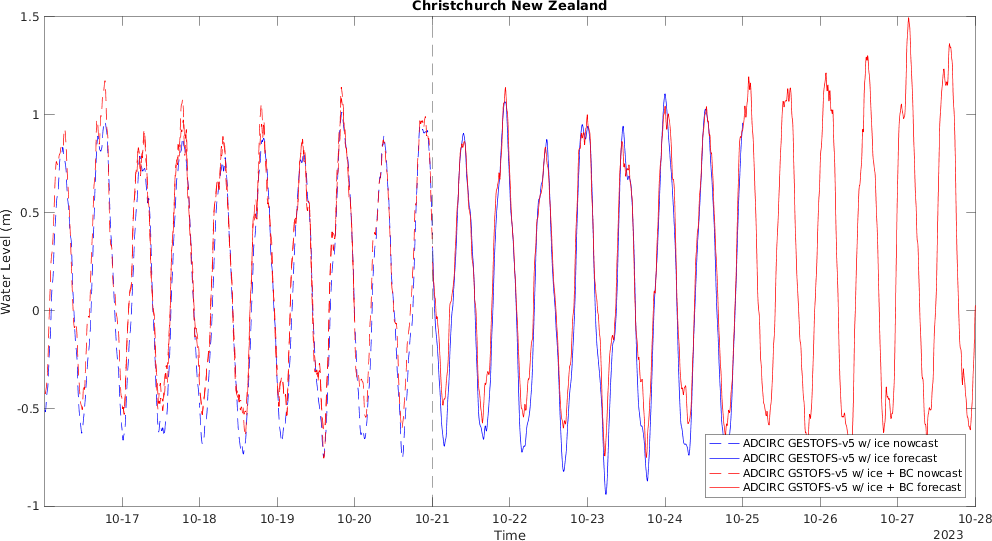 Christchurch New Zealand
1.5
1
0.5
0
-0.5
-1
Water Level (m)
10-17 10-18 10-19 10-20 10-21 10-22 10-23 10-24 10-25 10-26 10-27 10-28
Time
2023
ADCIRC GESTOFS-v5 w/ ice nowcast
ADCIRC GESTOFS-v5 w/ ice forecast
ADCIRC GSTOFS-v5 w/ ice + BC nowcast
ADCIRC GSTOFS-v5 w/ ice + BC forecast